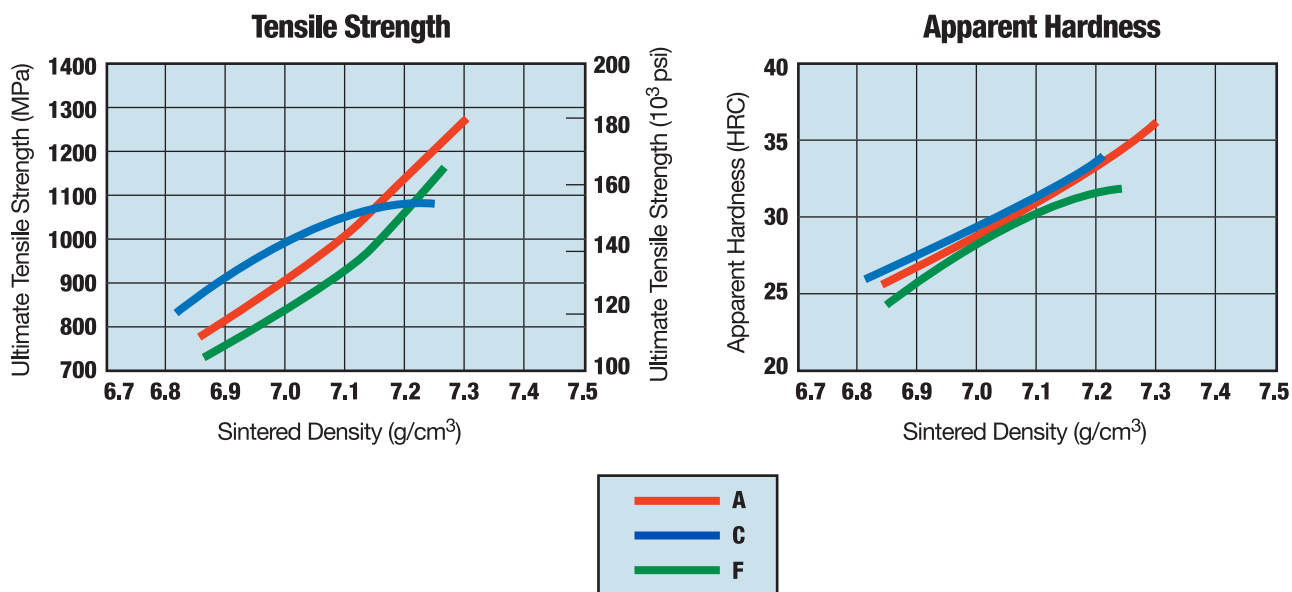 Tensile Strength
Ultimate Tensile Strength (MPa)
1400
1300
1200
1100
1000
900
800
700
200
180
160
140
120
100
Ultimate Tensile Strength (10³ psi)
6.7 6.8 6.9 7.0 7.1 7.2 7.3 7.4 7.5
Sintered Density (g/cm³)
Apparent Hardness
Apparent Hardness (HRC)
40
35
30
25
20
6.7 6.8 6.9 7.0 7.1 7.2 7.3 7.4 7.5
Sintered Density (g/cm³)
A
C
F